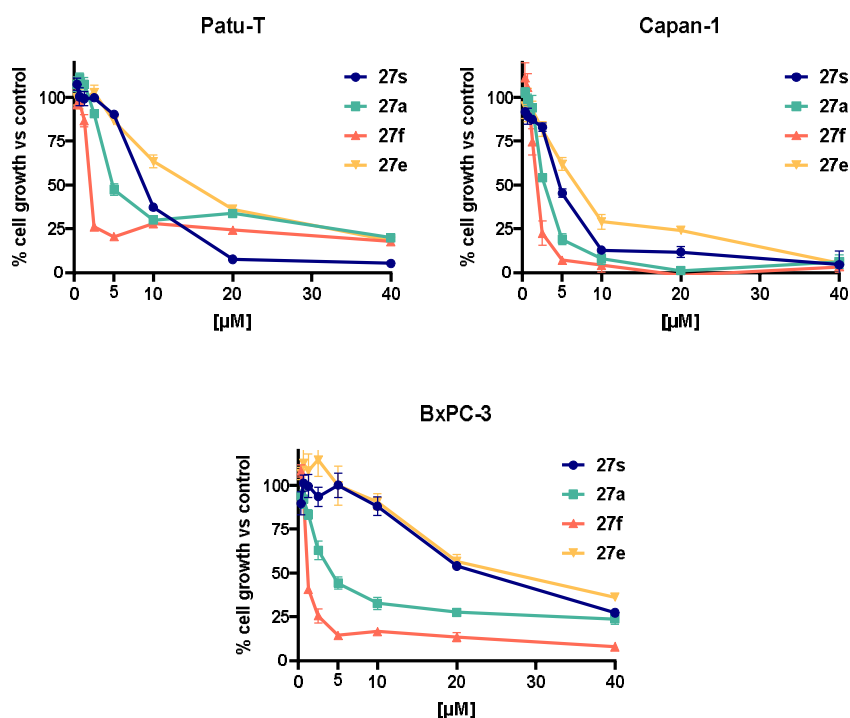 Patu-T
% cell growth vs control
100
75
50
25
0
0 5 10 20 30 40
[µM]
27s
27a
27f
27e
Capan-1
% cell growth vs control
100
75
50
25
0
0 5 10 20 30 40
[µM]
27s
27a
27f
27e
BxPC-3
% cell growth vs control
100
75
50
25
0
0 5 10 20 30 40
[µM]
27s
27a
27f
27e